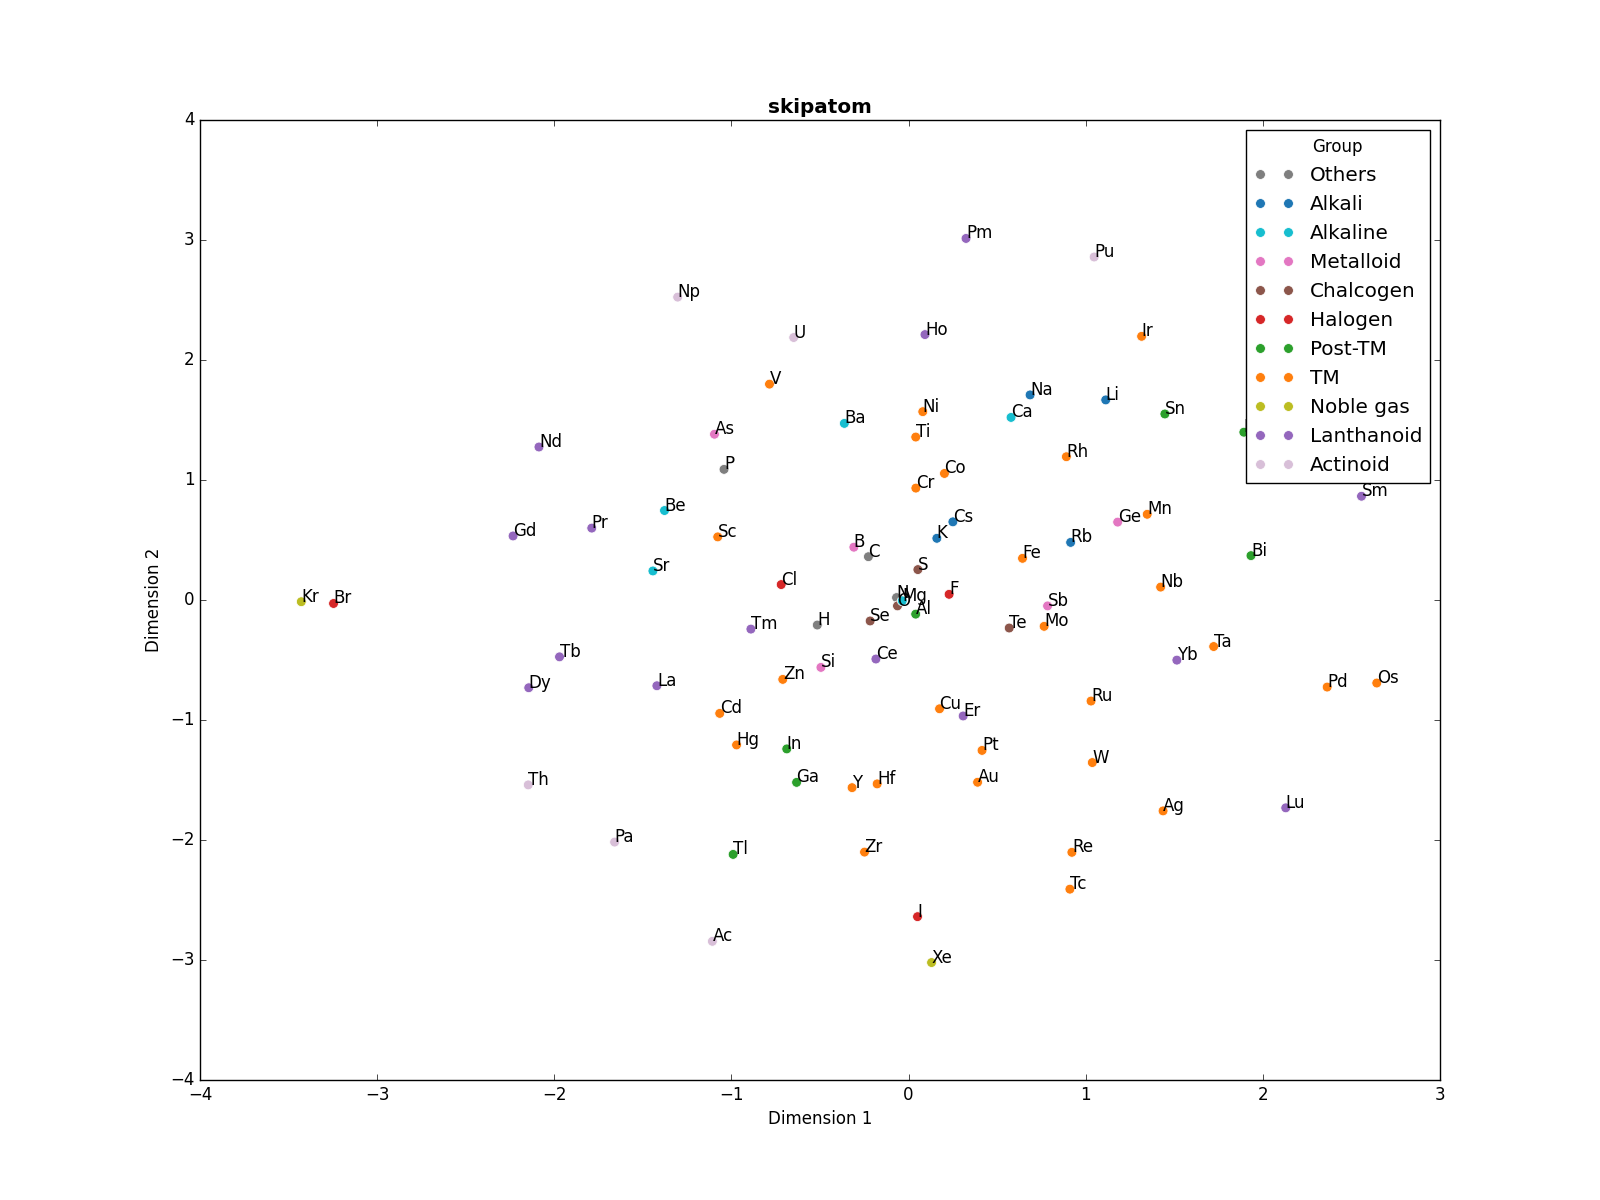 skipatom
4
3
2
1
0
−1
−2
−3
−4
−4
−3
−2
−1
0
1
2
3
Dimension 1
Dimension 2
Group
Others
Alkali
Alkaline
Metalloid
Chalcogen
Halogen
Post-TM
TM
Noble gas
Lanthanoid
Actinoid
Pm
Pu
Np
U
Ho
Ir
V
Na
Li
Ca
Ni
Sn
Ba
Ti
As
Nd
P
Rh
Co
Cr
Sm
Be
Mn
Ge
Cs
Pr
Gd
Sc
K
Rb
B
C
Fe
Bi
S
Sr
Cl
Nb
Kr
Br
N
Mg
O
F
Al
Sb
Se
H
Tm
Te
Mo
Ta
Tb
Ce
Yb
Si
Zn
La
Dy
Pd
Os
Cd
Cu
Er
Ru
Hg
In
Pt
W
Th
Ga
Y
Hf
Au
Ag
Lu
Pa
Tl
Zr
Re
Tc
I
Ac
Xe